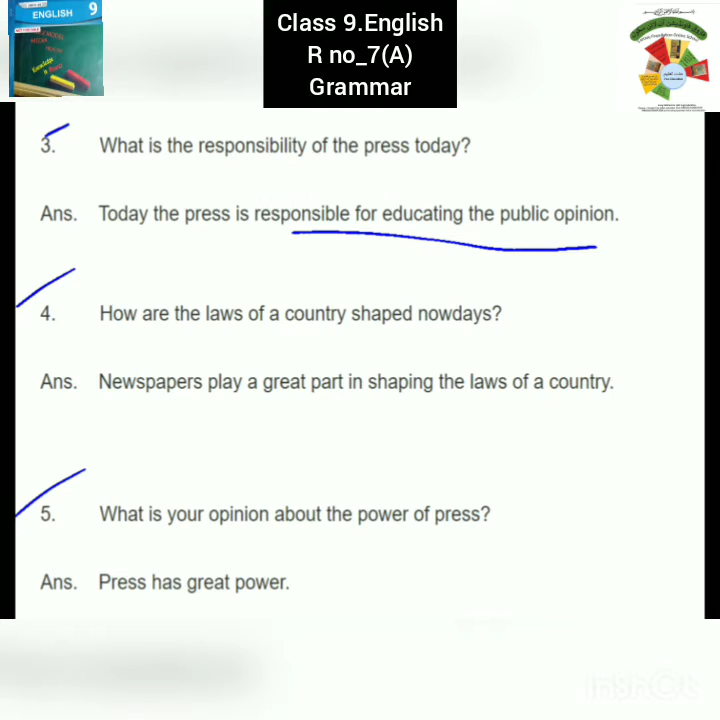 ENGLISH 9
Class 9.English
R no_7(A)
Grammar
3. What is the responsibility of the press today?
Ans. Today the press is responsible for educating the public opinion.
4. How are the laws of a country shaped nowdays?
Ans. Newspapers play a great part in shaping the laws of a country.
5. What is your opinion about the power of press?
Ans. Press has great power.